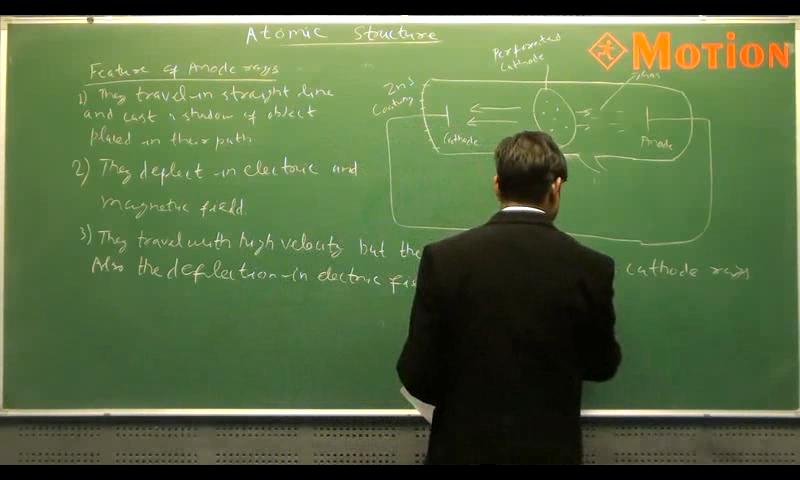 Atomic Structure
MOTION
Feature of Anode rays
1) They travel in straight line
and cast a shadow of object
placed in their path
2) They deflect in electric and
magnetic field.
3) They travel with high velocity but the
Also the deflection in electric
cathode rays
Perforated
Cathode
ZnS
Coating
Cathode
Anode